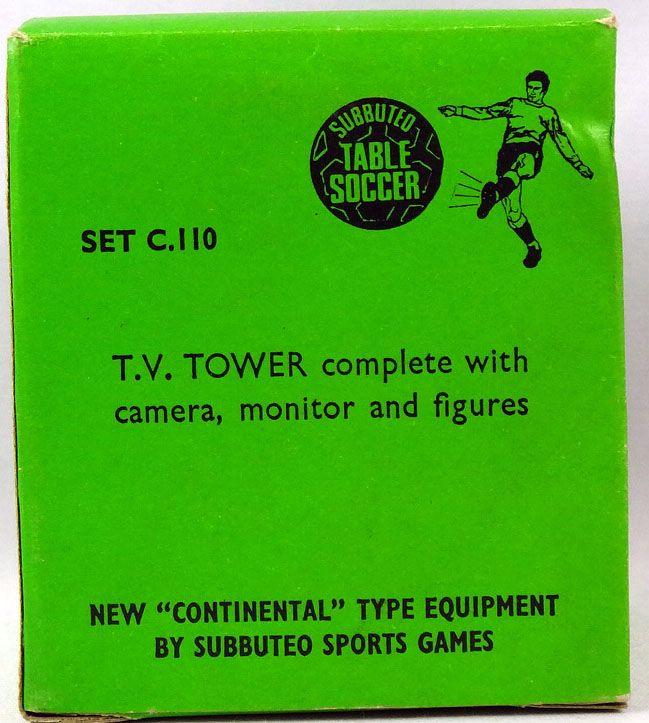 SUBBUTEO
TABLE
SOCCER
SET C.110
T.V. TOWER complete with
camera, monitor and figures
NEW "CONTINENTAL" TYPE EQUIPMENT
BY SUBBUTEO SPORTS GAMES